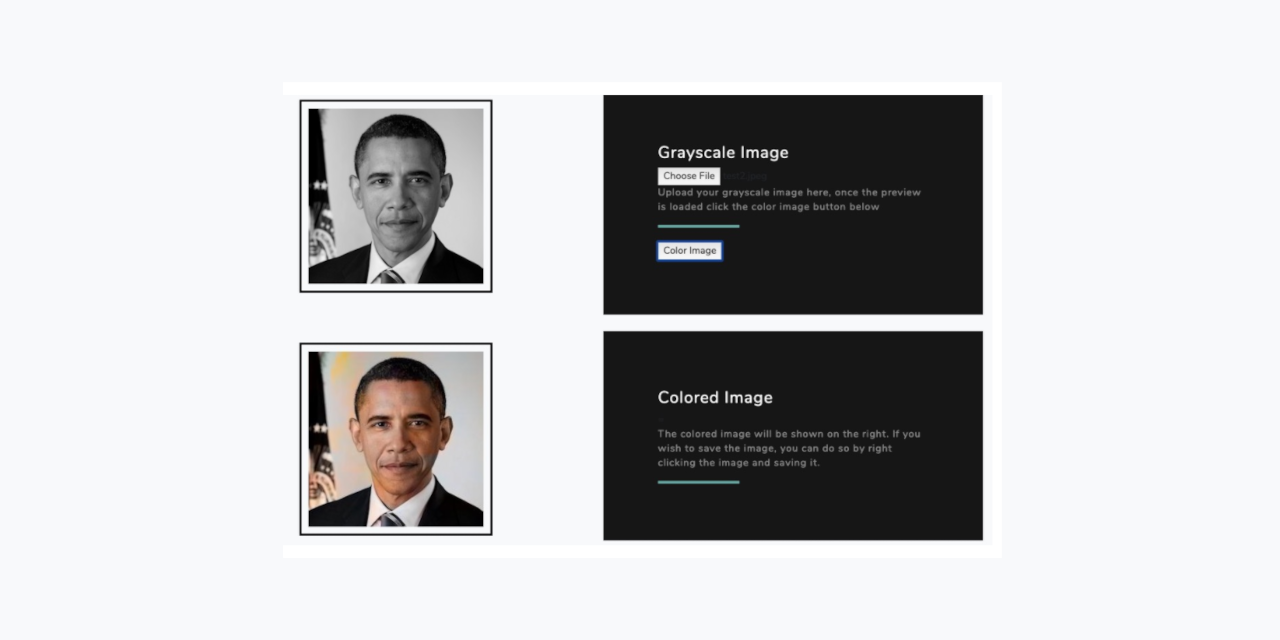 Grayscale Image
Choose File
Upload your grayscale image here, once the preview
is loaded click the color image button below
Color Image
Colored Image
The colored image will be shown on the right. If you
wish to save the image, you can do so by right
clicking the image and saving it.